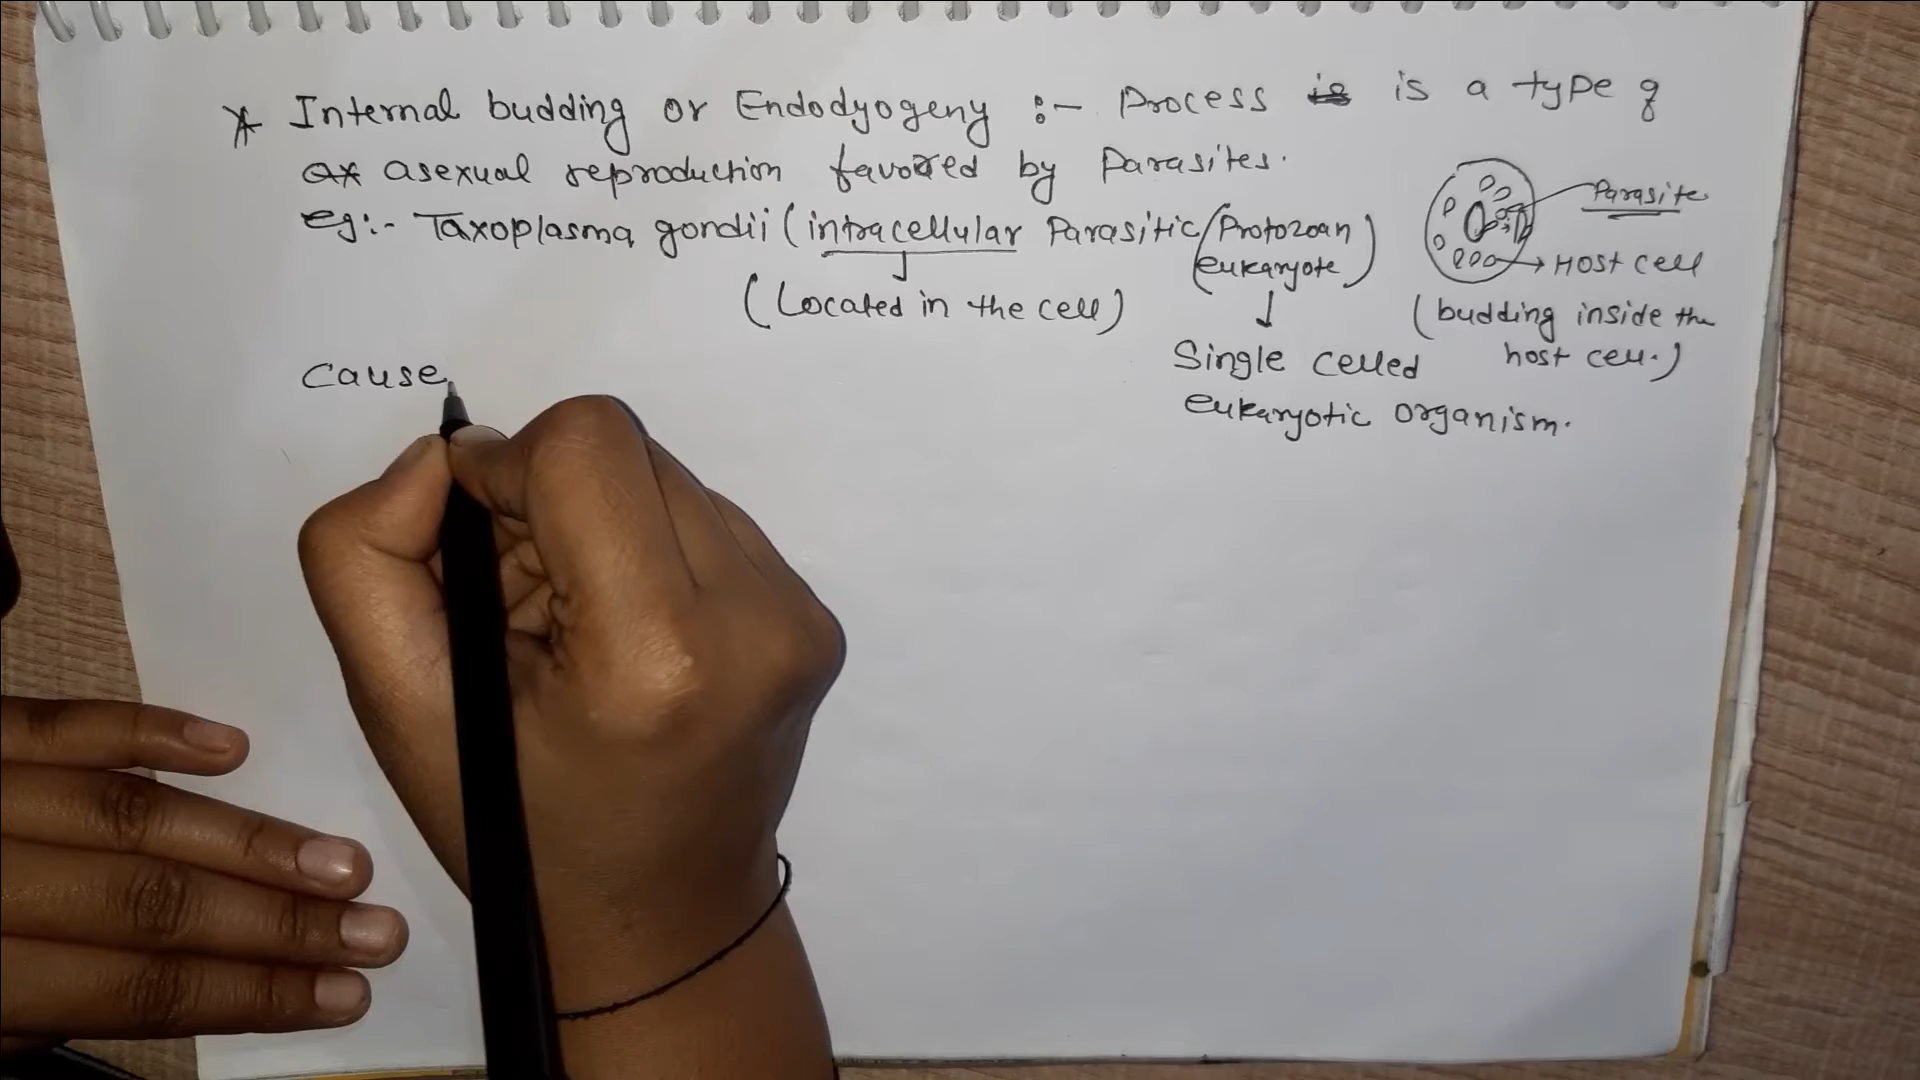 * Internal budding or Endodyogeny :- Process is is a type of
ax asexual reproduction favored by Parasites.
eg:- Taxoplasma gondii (intracellular Parasitic/Protozoan)
eukaryote
(Located in the cell)
Single celled
eukaryotic organism.
Parasite
Host cell
(budding inside the
host cell.)
Cause